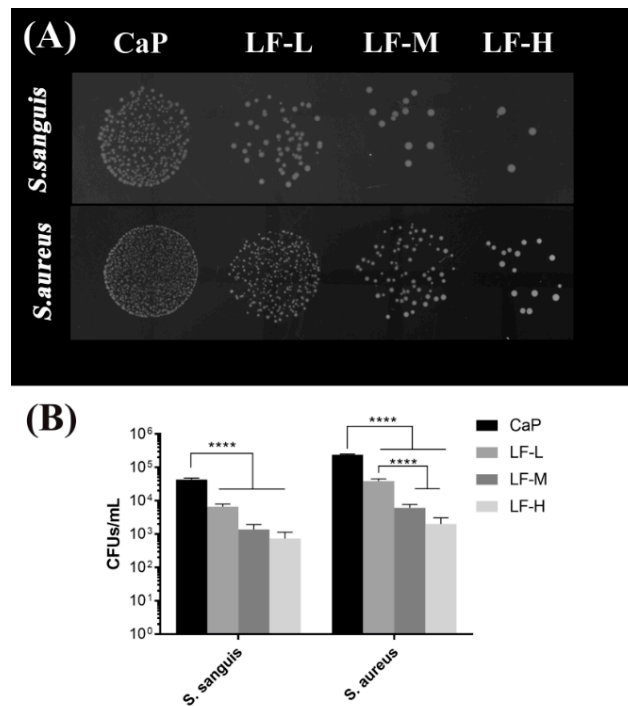 (A)
CaP LF-L LF-M LF-H
S.sanguis
S.aureus
(B)
CFUs/mL
10⁶
10⁵
10⁴
10³
10²
10¹
10⁰
****
****
****
S. sanguis
S. aureus
CaP
LF-L
LF-M
LF-H